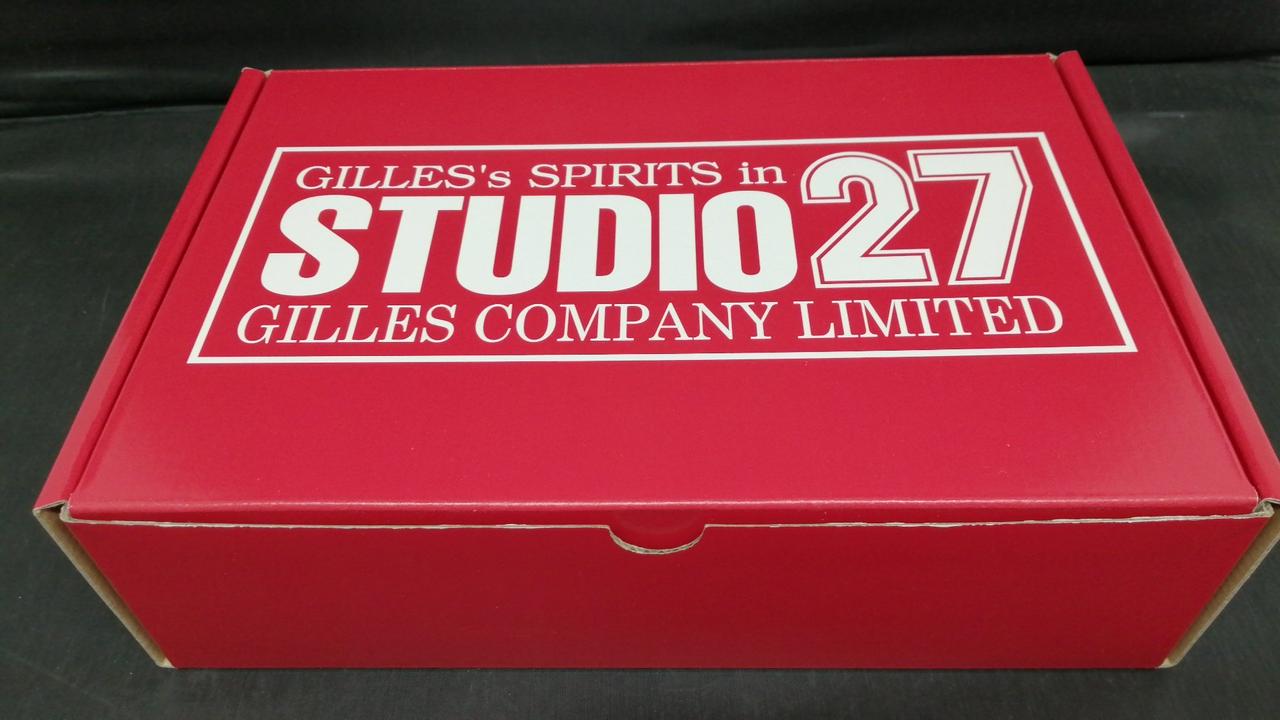 GILLES's SPIRITS in
STUDIO27
GILLES COMPANY LIMITED